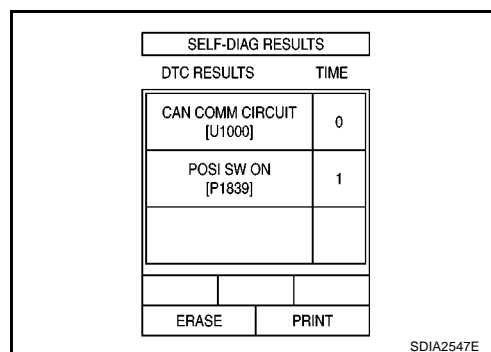 SELF-DIAG RESULTS
DTC RESULTS TIME
CAN COMM CIRCUIT 0
[U1000]
POSI SW ON 1
[P1839]
ERASE PRINT
SDIA2547E